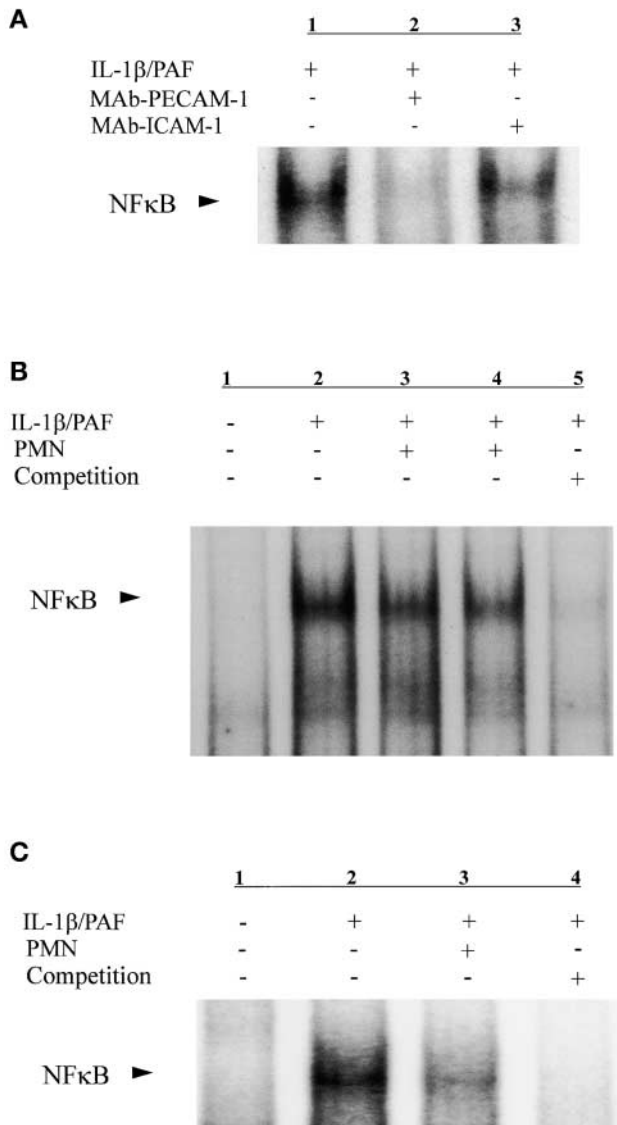 A
1 2 3
IL-1β/PAF + + +
MAb-PECAM-1 - + -
MAb-ICAM-1 - - +
NFκB ►
B
1 2 3 4 5
IL-1β/PAF - + + + +
PMN - - + + -
Competition - - - - +
NFκB ►
C
1 2 3 4
IL-1β/PAF - + + +
PMN - - + -
Competition - - - +
NFκB ►